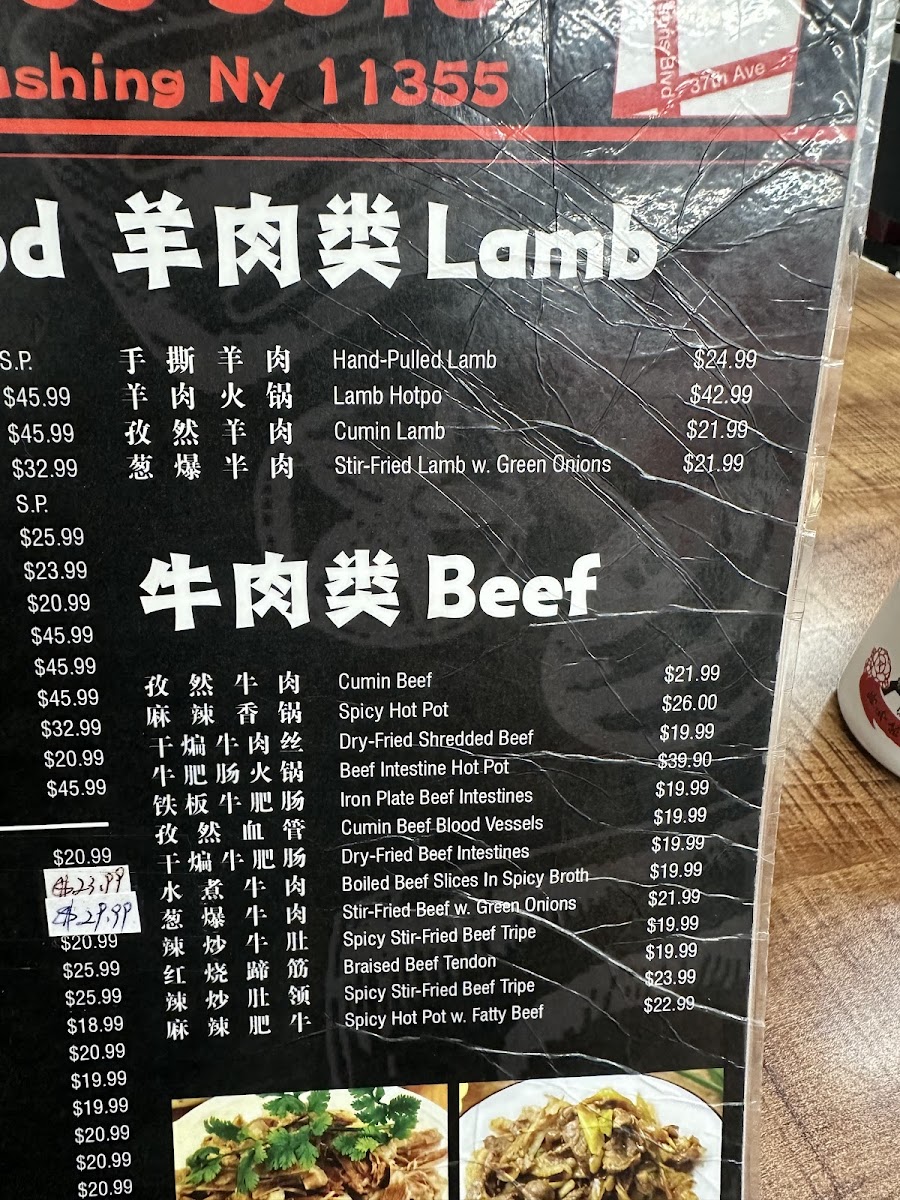 ushing Ny 11355
Blvd
37th Ave
od
S.P.
$45.99
$45.99
$32.99
S.P.
$25.99
$23.99
$20.99
$45.99
$45.99
$45.99
$32.99
$20.99
$45.99
$20.99
$23.99
$29.99
$20.99
$25.99
$25.99
$18.99
$20.99
$19.99
$19.99
$20.99
$20.99
$20.99
羊肉类 Lamb
手撕羊肉 Hand-Pulled Lamb $24.99
羊肉火锅 Lamb Hotpo $42.99
孜然羊肉 Cumin Lamb $21.99
葱爆半肉 Stir-Fried Lamb w. Green Onions $21.99
牛肉类 Beef
孜然牛肉 Cumin Beef $21.99
麻辣香锅 Spicy Hot Pot $26.00
干煸牛肉丝 Dry-Fried Shredded Beef $19.99
牛肥肠火锅 Beef Intestine Hot Pot $39.90
铁板牛肥肠 Iron Plate Beef Intestines $19.99
孜然血管 Cumin Beef Blood Vessels $19.99
干煸牛肥肠 Dry-Fried Beef Intestines $19.99
水煮牛肉 Boiled Beef Slices In Spicy Broth $19.99
葱爆牛肉 Stir-Fried Beef w. Green Onions $21.99
辣炒牛肚 Spicy Stir-Fried Beef Tripe $19.99
红烧蹄筋 Braised Beef Tendon $19.99
辣炒肚领 Spicy Stir-Fried Beef Tripe $23.99
麻辣肥牛 Spicy Hot Pot w. Fatty Beef $22.99